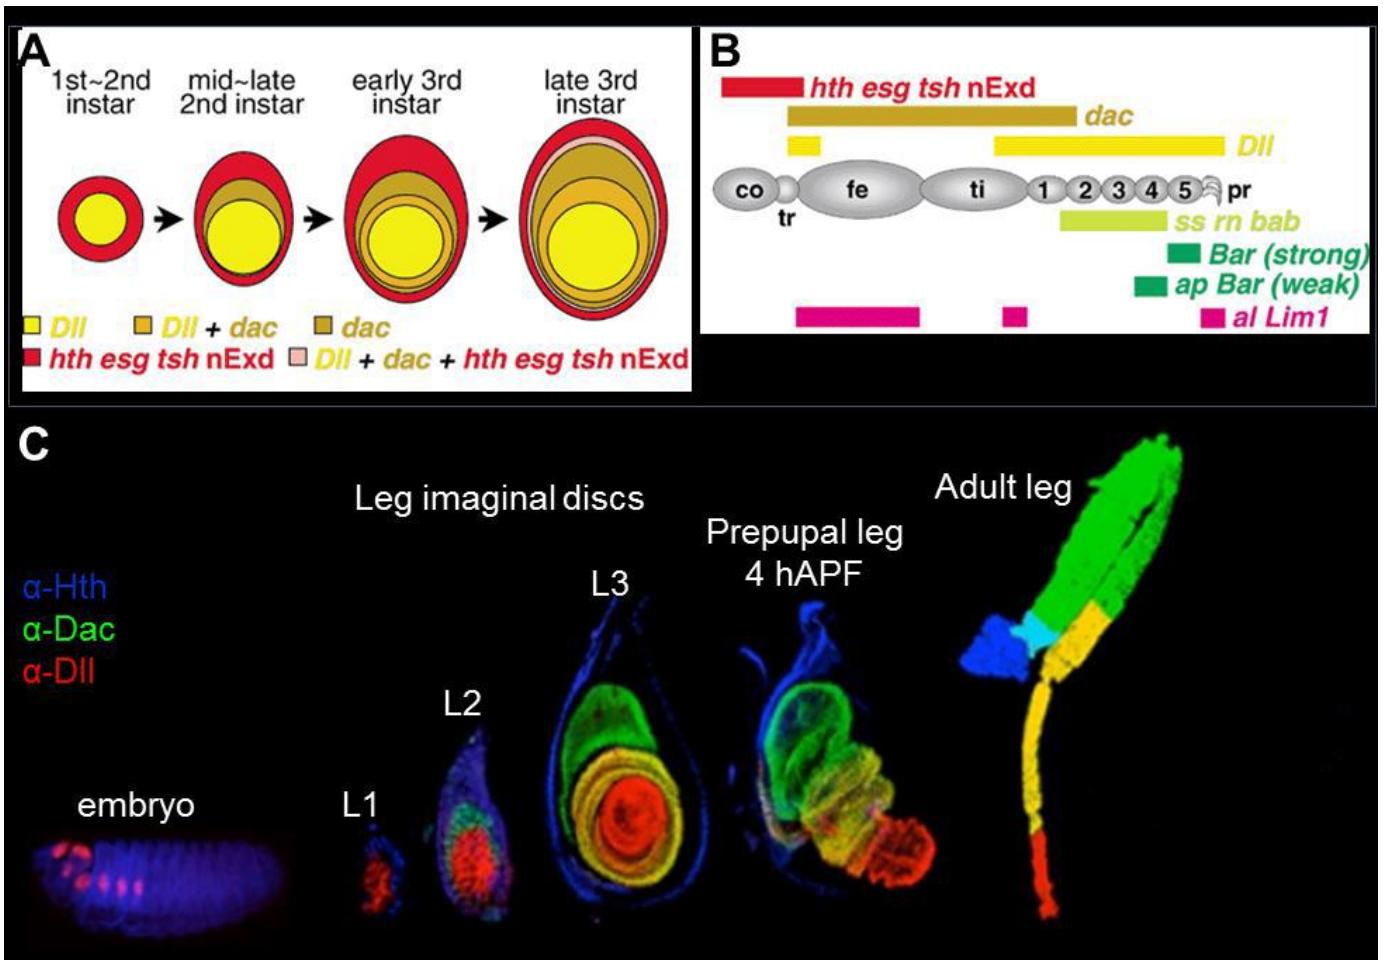 A
1st~2nd instar
mid~late 2nd instar
early 3rd instar
late 3rd instar
Dll
Dll + dac
dac
hth esg tsh nExd
Dll + dac + hth esg tsh nExd
B
hth esg tsh nExd
dac
Dll
co
fe
ti
1
2
3
4
5
pr
tr
ss rn bab
Bar (strong)
ap Bar (weak)
al Lim1
C
Leg imaginal discs
Adult leg
Prepupal leg
4 hAPF
α-Hth
α-Dac
α-Dll
L3
L2
L1
embryo